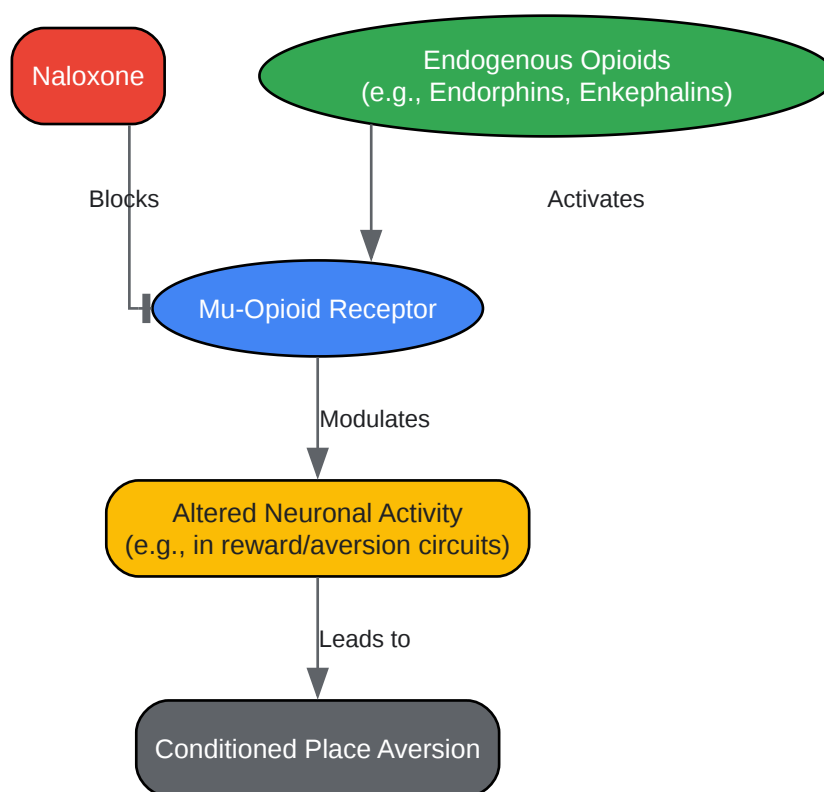 Naloxone
Endogenous Opioids
(e.g., Endorphins, Enkephalins)
Blocks
Activates
Mu-Opioid Receptor
Modulates
Altered Neuronal Activity
(e.g., in reward/aversion circuits)
Leads to
Conditioned Place Aversion